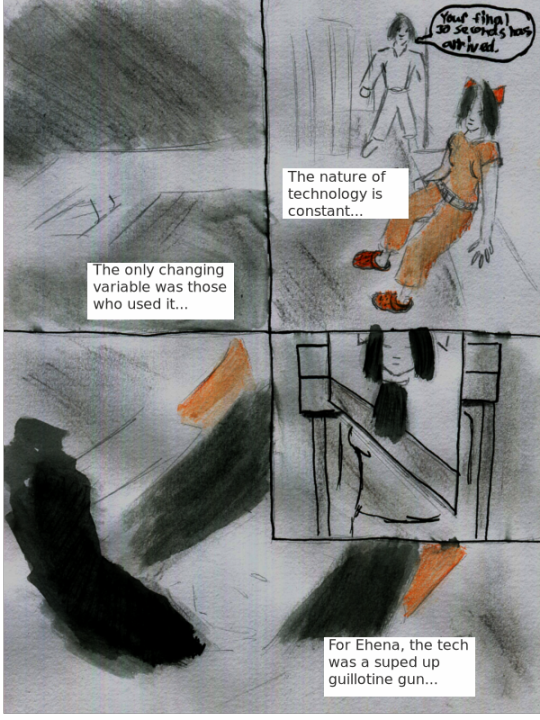 The only changing
variable was those
who used it...
Your final
30 seconds has
arrived.
The nature of
technology is
constant...
For Ehena, the tech
was a suped up
guillotine gun...